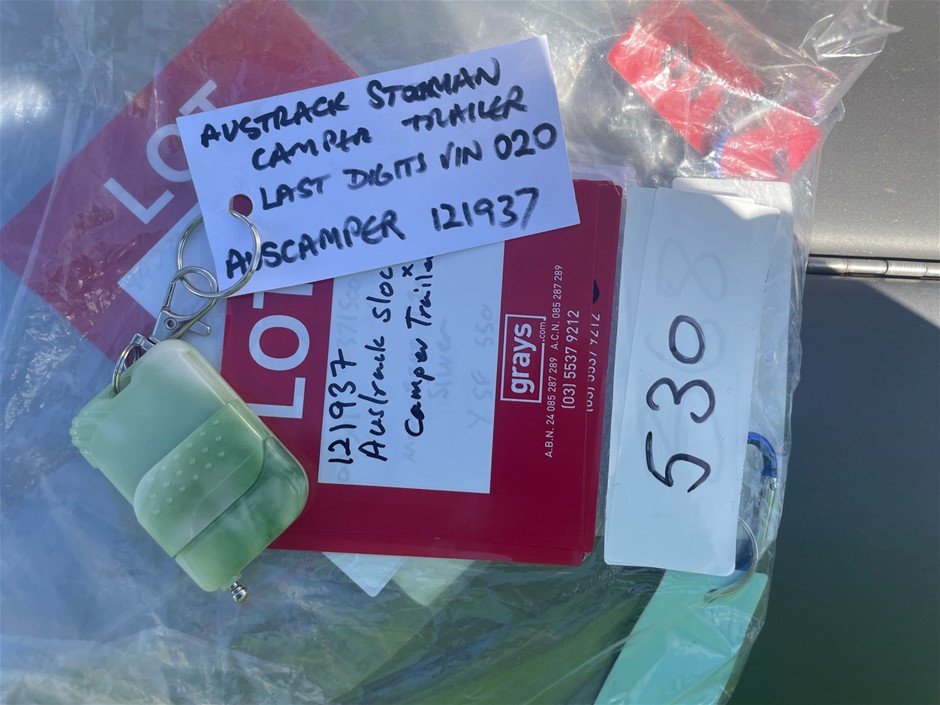 LOT
AUSTRACK STOCKMAN
CAMPER TRAILER
LAST DIGITS VIN 020
AUSCAMPER 121937
LOT
121937
Austrack
Camper Trailer
grays
.com
A.B.N. 24 085 287 289 A.C.N. 085 287 289
(03) 5537 9212
530